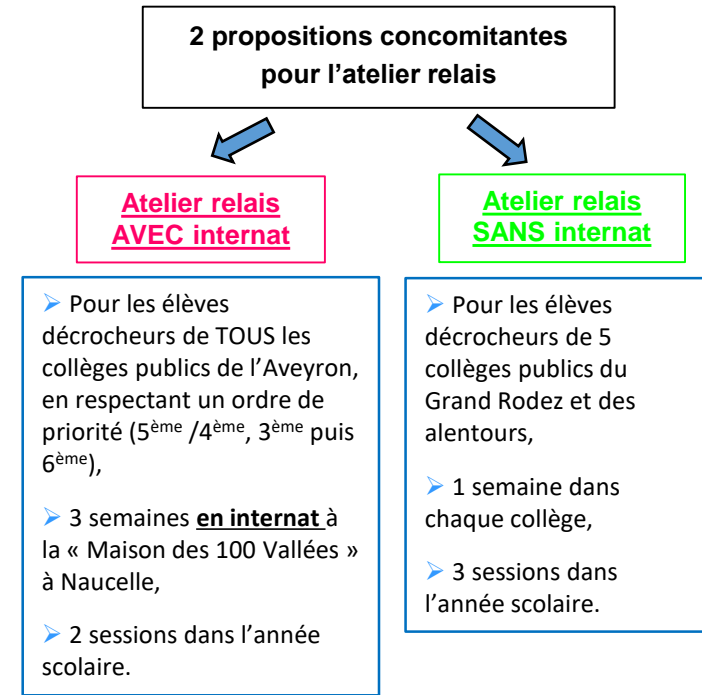 2 propositions concomitantes
pour l’atelier relais
Atelier relais
AVEC internat
➢ Pour les élèves
décrocheurs de TOUS les
collèges publics de l’Aveyron,
en respectant un ordre de
priorité (5ème /4ème, 3ème puis
6ème),
➢ 3 semaines en internat à
la « Maison des 100 Vallées »
à Naucelle,
➢ 2 sessions dans l’année
scolaire.
Atelier relais
SANS internat
➢ Pour les élèves
décrocheurs de 5
collèges publics du
Grand Rodez et des
alentours,
➢ 1 semaine dans
chaque collège,
➢ 3 sessions dans
l’année scolaire.